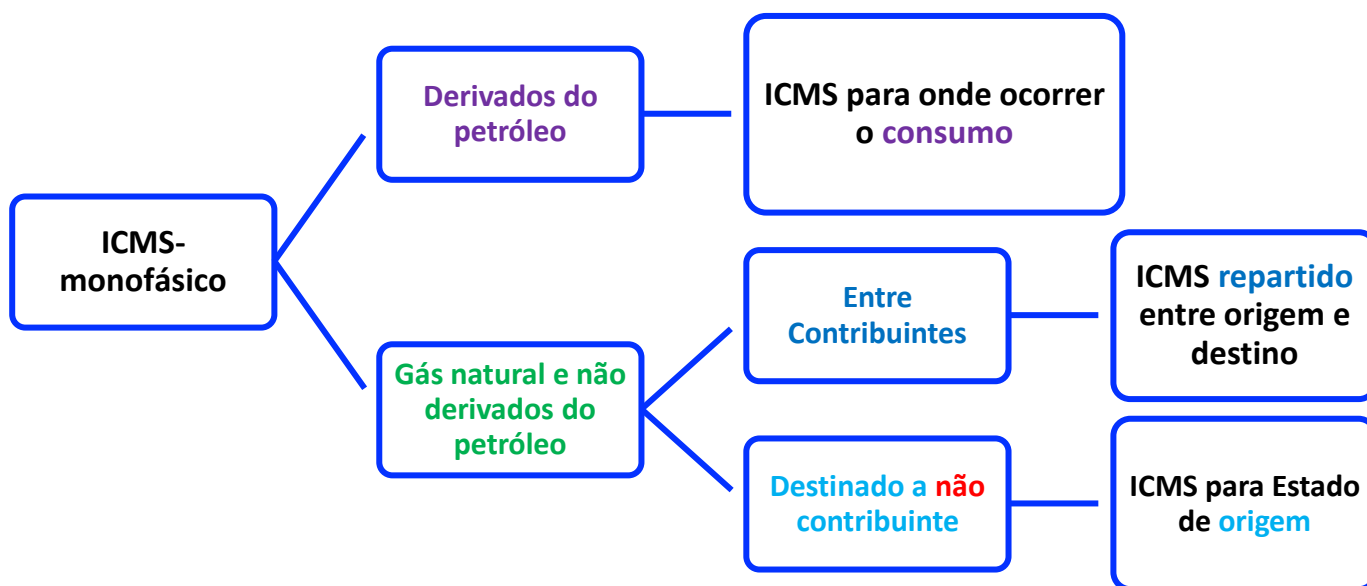 ICMS-
monofásico
Derivados do
petróleo
ICMS para onde ocorrer
o consumo
Gás natural e não
derivados do
petróleo
Entre
Contribuintes
ICMS repartido
entre origem e
destino
Destinado a não
contribuinte
ICMS para Estado
de origem